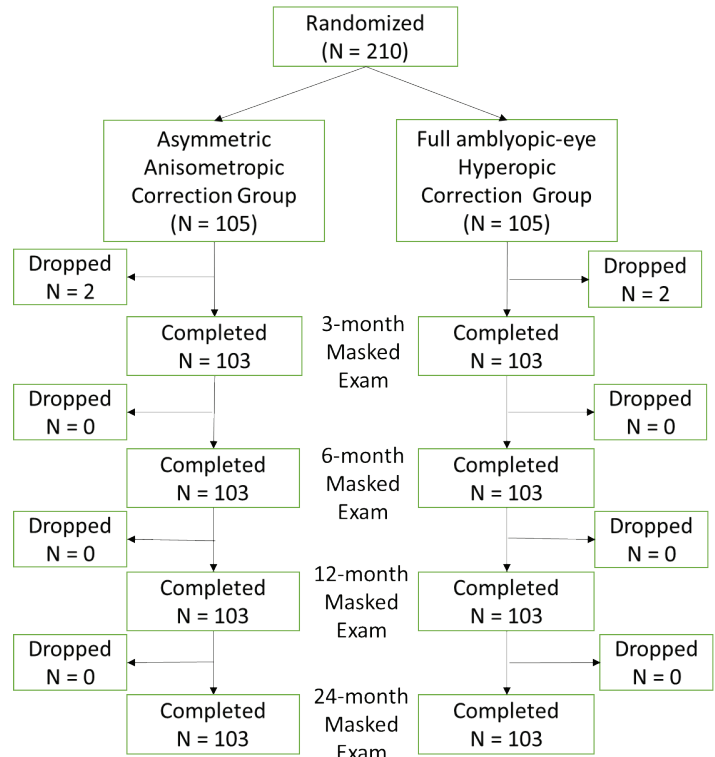 Randomized
(N = 210)
Asymmetric
Anisometropic
Correction Group
(N = 105)
Full amblyopic-eye
Hyperopic
Correction Group
(N = 105)
Dropped
N = 2
Dropped
N = 2
Completed
N = 103
3-month
Masked
Exam
Completed
N = 103
Dropped
N = 0
Dropped
N = 0
Completed
N = 103
6-month
Masked
Exam
Completed
N = 103
Dropped
N = 0
Dropped
N = 0
Completed
N = 103
12-month
Masked
Exam
Completed
N = 103
Dropped
N = 0
Dropped
N = 0
Completed
N = 103
24-month
Masked
Exam
Completed
N = 103